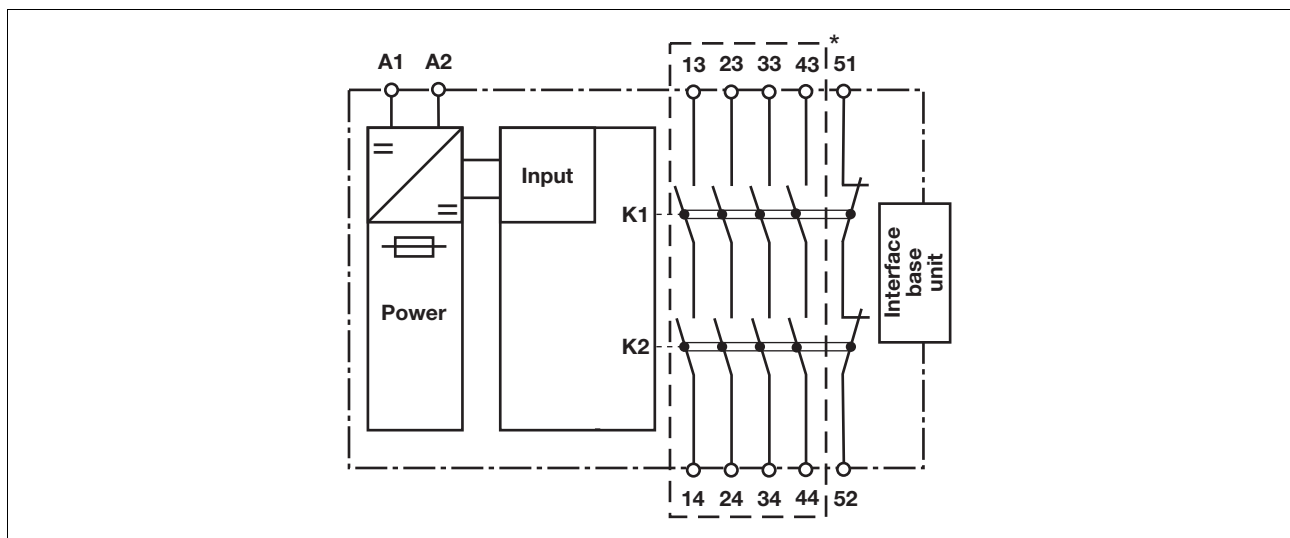 *
A1 A2 13 23 33 43 51
Input
K1
Interface
base
unit
Power
K2
14 24 34 44 52